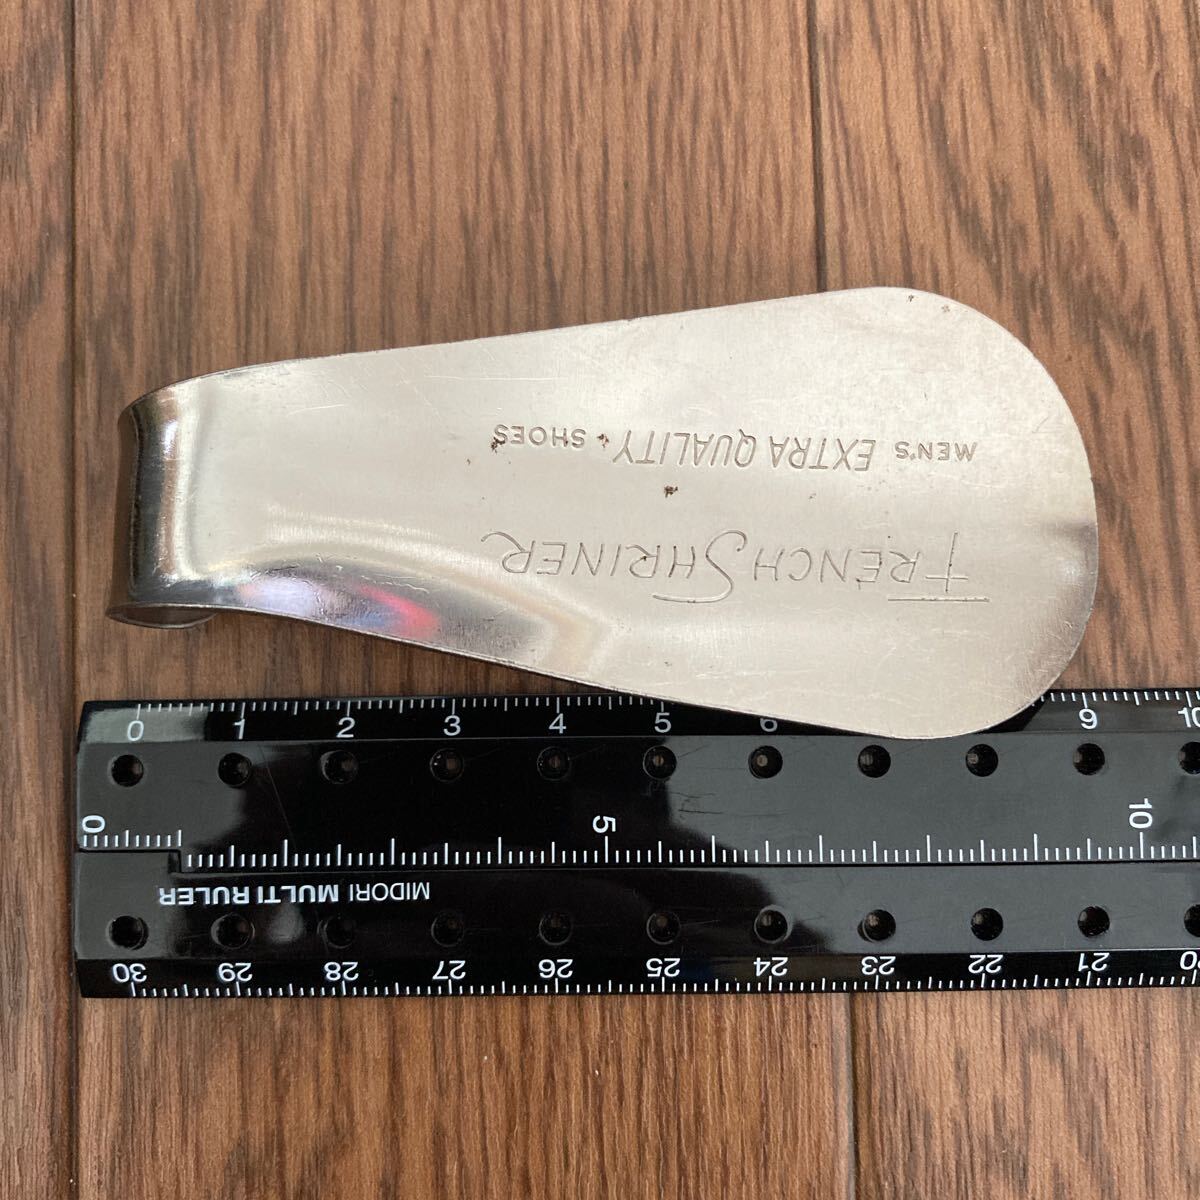 FRENCH SHRINER
MEN'S EXTRA QUALITY SHOES
0 1 2 3 4 5 6 9 10
0 5 10
MIDORI MULTI RULER
30 29 28 27 26 25 24 23 22 21 20